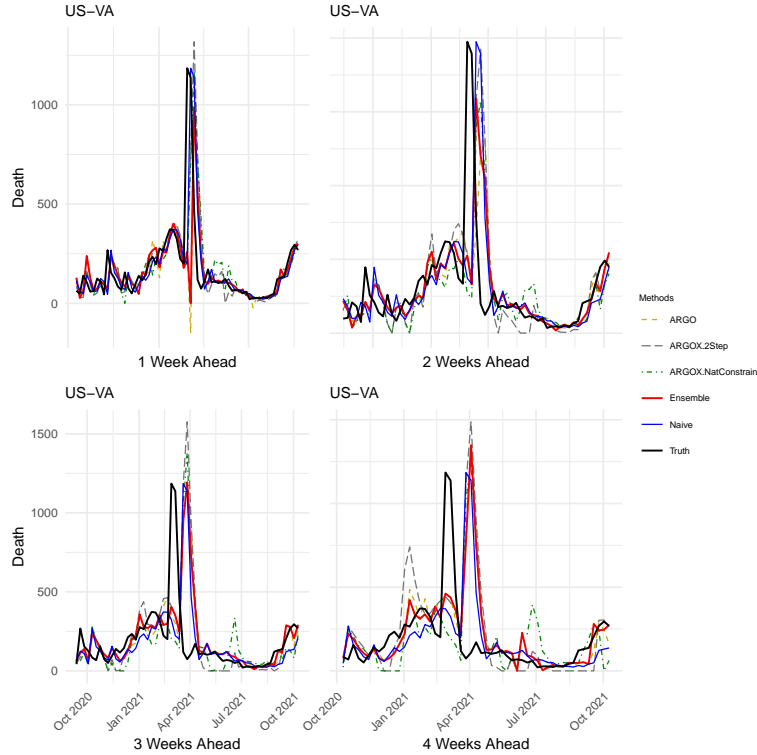 US−VA
US−VA
1000
500
0
Death
1 Week Ahead
2 Weeks Ahead
Methods
ARGO
ARGOX.2Step
ARGOX.NatConstrain
Ensemble
Naive
Truth
US−VA
US−VA
1500
1000
500
0
Death
Oct 2020
Jan 2021
Apr 2021
Jul 2021
Oct 2021
Oct 2020
Jan 2021
Apr 2021
Jul 2021
Oct 2021
3 Weeks Ahead
4 Weeks Ahead